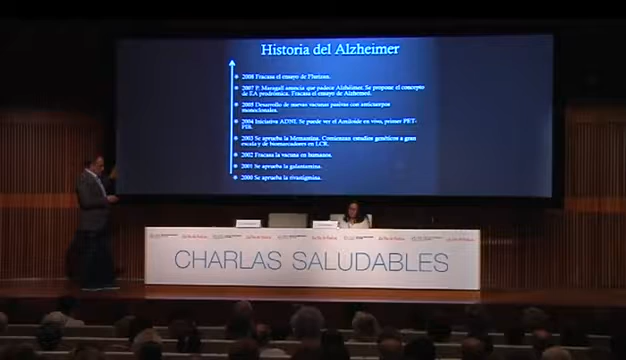 Historia del Alzheimer
2008 Fracasa el ensayo de Flurizan.
2007 P. Maragall anuncia que padece Alzhéimer. Se propone el concepto
de EA prodrómica. Fracasa el ensayo de Alzhemed.
2005 Desarrollo de nuevas vacunas pasivas con anticuerpos
monoclonales.
2004 Iniciativa ADNI. Se puede ver el Amiloide en vivo, primer PET-
PIB.
2003 Se aprueba la Memantina. Comienzan estudios genéticos a gran
escala y de biomarcadores en LCR.
2002 Fracasa la vacuna en humanos.
2001 Se aprueba la galantamina.
2000 Se aprueba la rivastigmina.
CHARLAS SALUDABLES